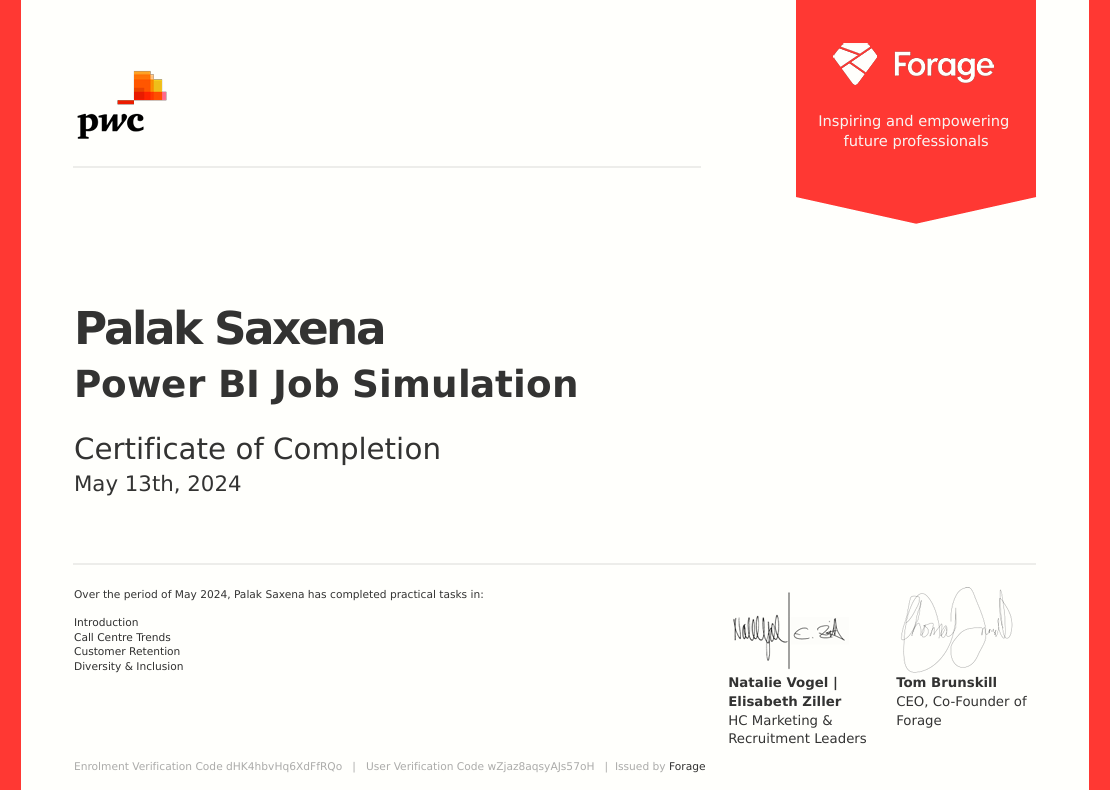 pwc
Forage
Inspiring and empowering
future professionals
Palak Saxena
Power BI Job Simulation
Certificate of Completion
May 13th, 2024
Over the period of May 2024, Palak Saxena has completed practical tasks in:
Introduction
Call Centre Trends
Customer Retention
Diversity & Inclusion
Natalie Vogel |
Elisabeth Ziller
HC Marketing &
Recruitment Leaders
Tom Brunskill
CEO, Co-Founder of
Forage
Enrolment Verification Code dHK4hbvHq6XdFfRQo | User Verification Code wZjaz8aqsyAJs57oH | Issued by Forage